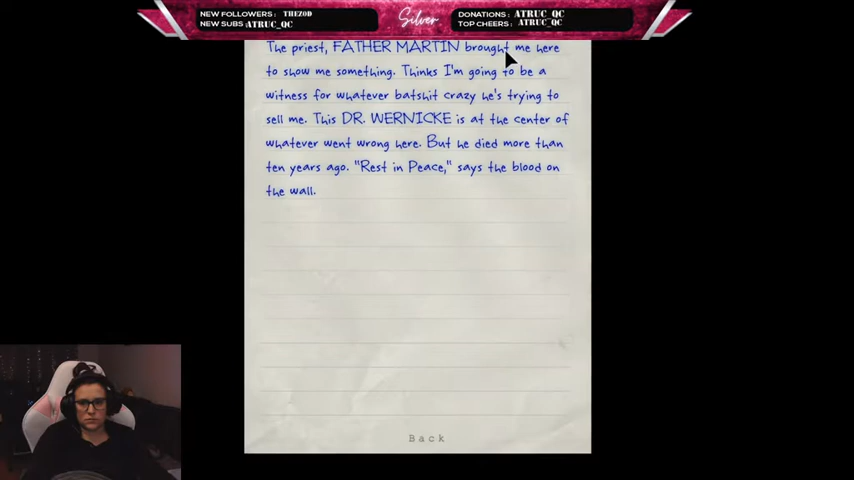 NEW FOLLOWERS : THEZOD
NEW SUBS ATRUC_QC
Silver
DONATIONS : ATRUC_QC
TOP CHEERS : ATRUC_QC
The priest, FATHER MARTIN brought me here
to show me something. Thinks I'm going to be a
witness for whatever batshit crazy he's trying to
sell me. This DR. WERNICKE is at the center of
whatever went wrong here. But he died more than
ten years ago. "Rest in Peace," says the blood on
the wall.
Back